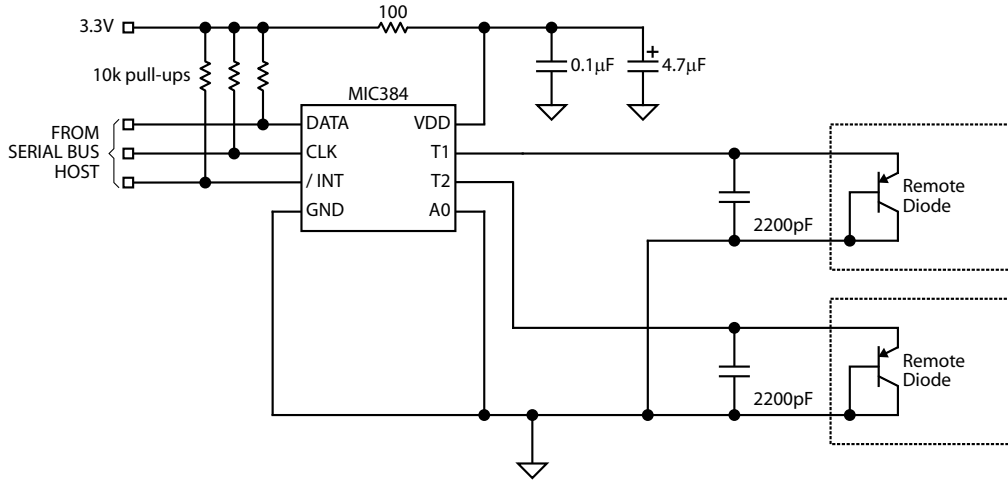 100
3.3V
10k pull-ups
0.1μF
+
4.7μF
MIC384
FROM
SERIAL BUS
HOST
DATA
CLK
/ INT
GND
VDD
T1
T2
A0
2200pF
Remote
Diode
2200pF
Remote
Diode